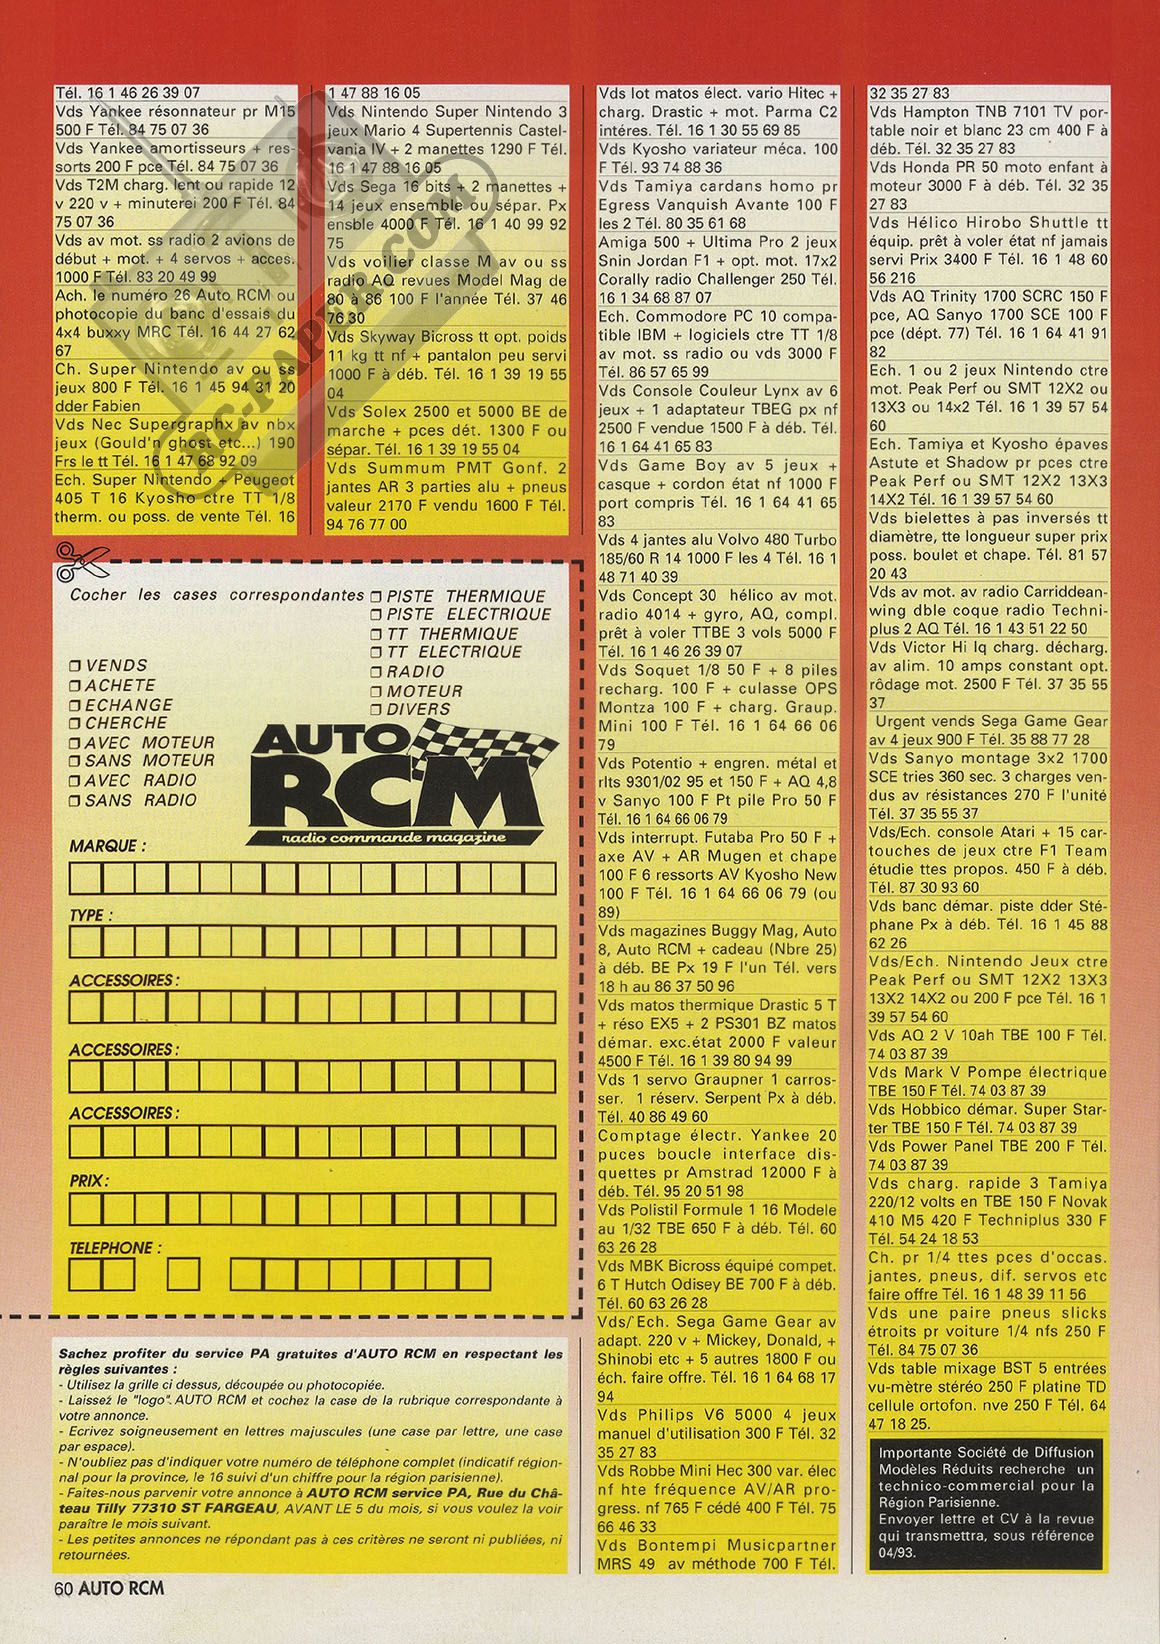 Tél. 16 1 46 26 39 07
Vds Yankee résonnateur pr M15
500 F Tél. 84 75 07 36
Vds Yankee amortisseurs + res-
sorts 200 F pce Tél. 84 75 07 36
Vds T2M charg. lent ou rapide 12
v 220 v + minuterei 200 F Tél. 84
75 07 36
Vds av mot. ss radio 2 avions de
début + mot. + 4 servos + acces.
1000 F Tél. 83 20 49 99
Ach. le numéro 26 Auto RCM ou
photocopie du banc d'essais du
4x4 buxxy MRC Tél. 16 44 27 62
67
Ch. Super Nintendo av ou ss
jeux 800 F Tél. 16 1 45 94 31 20
dder Fabien
Vds Nec Supergraphx av nbx
jeux (Gould'n ghost etc...) 190
Frs le tt Tél. 16 1 47 68 92 09
Ech. Super Nintendo + Peugeot
405 T 16 Kyosho ctre TT 1/8
therm. ou poss. de vente Tél. 16
1 47 88 16 05
Vds Nintendo Super Nintendo 3
jeux Mario 4 Supertennis Castel-
vania IV + 2 manettes 1290 F Tél.
16 1 47 88 16 05
Vds Sega 16 bits + 2 manettes +
14 jeux ensemble ou sépar. Px
ensble 4000 F Tél. 16 1 40 99 92
75
Vds voilier classe M av ou ss
radio AQ revues Model Mag de
80 à 86 100 F l'année Tél. 37 46
76 30
Vds Skyway Bicross tt opt. poids
11 kg tt nf + pantalon peu servi
1000 F à déb. Tél. 16 1 39 19 55
04
Vds Solex 2500 et 5000 BE de
marche + pces dét. 1300 F ou
sépar. Tél. 16 1 39 19 55 04
Vds Summum PMT Gonf. 2
jantes AR 3 parties alu + pneus
valeur 2170 F vendu 1600 F Tél.
94 76 77 00
RC-PAPER.COM
Cocher les cases correspondantes
PISTE THERMIQUE
PISTE ELECTRIQUE
TT THERMIQUE
TT ELECTRIQUE
RADIO
MOTEUR
DIVERS
VENDS
ACHETE
ECHANGE
CHERCHE
AVEC MOTEUR
SANS MOTEUR
AVEC RADIO
SANS RADIO
AUTO
RCM
radio commande magazine
MARQUE :
TYPE :
ACCESSOIRES :
ACCESSOIRES :
ACCESSOIRES :
PRIX :
TELEPHONE :
Sachez profiter du service PA gratuites d'AUTO RCM en respectant les
règles suivantes :
- Utilisez la grille ci dessus, découpée ou photocopiée.
- Laissez le "logo". AUTO RCM et cochez la case de la rubrique correspondante à
votre annonce.
- Ecrivez soigneusement en lettres majuscules (une case par lettre, une case
par espace).
- N'oubliez pas d'indiquer votre numéro de téléphone complet (indicatif région-
nal pour la province, le 16 suivi d'un chiffre pour la région parisienne).
- Faites-nous parvenir votre annonce à AUTO RCM service PA, Rue du Châ-
teau Tilly 77310 ST FARGEAU, AVANT LE 5 du mois, si vous voulez la voir
paraître le mois suivant.
- Les petites annonces ne répondant pas à ces critères ne seront ni publiées, ni
retournées.
Vds lot matos élect. vario Hitec +
charg. Drastic + mot. Parma C2
intéres. Tél. 16 1 30 55 69 85
Vds Kyosho variateur méca. 100
F Tél. 93 74 88 36
Vds Tamiya cardans homo pr
Egress Vanquish Avante 100 F
les 2 Tél. 80 35 61 68
Amiga 500 + Ultima Pro 2 jeux
Snin Jordan F1 + opt. mot. 17x2
Corally radio Challenger 250 Tél.
16 1 34 68 87 07
Ech. Commodore PC 10 compa-
tible IBM + logiciels ctre TT 1/8
av mot. ss radio ou vds 3000 F
Tél. 86 57 65 99
Vds Console Couleur Lynx av 6
jeux + 1 adaptateur TBEG px nf
2500 F vendue 1500 F à déb. Tél.
16 1 64 41 65 83
Vds Game Boy av 5 jeux +
casque + cordon état nf 1000 F
port compris Tél. 16 1 64 41 65
83
Vds 4 jantes alu Volvo 480 Turbo
185/60 R 14 1000 F les 4 Tél. 16 1
48 71 40 39
Vds Concept 30 hélico av mot.
radio 4014 + gyro, AQ, compl.
prêt à voler TTBE 3 vols 5000 F
Tél. 16 1 46 26 39 07
Vds Soquet 1/8 50 F + 8 piles
recharg. 100 F + culasse OPS
Montza 100 F + charg. Graup.
Mini 100 F Tél. 16 1 64 66 06
79
Vds Potentio + engren. métal et
rlts 9301/02 95 et 150 F + AQ 4,8
v Sanyo 100 F Pt pile Pro 50 F
Tél. 16 1 64 66 06 79
Vds interrupt. Futaba Pro 50 F +
axe AV + AR Mugen et chape
100 F 6 ressorts AV Kyosho New
100 F Tél. 16 1 64 66 06 79 (ou
89)
Vds magazines Buggy Mag, Auto
8, Auto RCM + cadeau (Nbre 25)
à déb. BE Px 19 F l'un Tél. vers
18 h au 86 37 50 96
Vds matos thermique Drastic 5 T
+ réso EX5 + 2 PS301 BZ matos
démar. exc.état 2000 F valeur
4500 F Tél. 16 1 39 80 94 99
Vds 1 servo Graupner 1 carros-
ser. 1 réserv. Serpent Px à déb.
Tél. 40 86 49 60
Comptage électr. Yankee 20
puces boucle interface dis-
quettes pr Amstrad 12000 F à
déb. Tél. 95 20 51 98
Vds Polistil Formule 1 16 Modele
au 1/32 TBE 650 F à déb. Tél. 60
63 26 28
Vds MBK Bicross équipé compet.
6 T Hutch Odisey BE 700 F à déb.
Tél. 60 63 26 28
Vds/ Ech. Sega Game Gear av
adapt. 220 v + Mickey, Donald, +
Shinobi etc + 5 autres 1800 F ou
éch. faire offre. Tél. 16 1 64 68 17
94
Vds Philips V6 5000 4 jeux
manuel d'utilisation 300 F Tél. 32
35 27 83
Vds Robbe Mini Hec 300 var. élec
nf hte fréquence AV/AR pro-
gress. nf 765 F cédé 400 F Tél. 75
66 46 33
Vds Bontempi Musicpartner
MRS 49 av méthode 700 F Tél.
32 35 27 83
Vds Hampton TNB 7101 TV por-
table noir et blanc 23 cm 400 F à
déb. Tél. 32 35 27 83
Vds Honda PR 50 moto enfant à
moteur 3000 F à déb. Tél. 32 35
27 83
Vds Hélico Hirobo Shuttle tt
équip. prêt à voler état nf jamais
servi Prix 3400 F Tél. 16 1 48 60
56 216
Vds AQ Trinity 1700 SCRC 150 F
pce, AQ Sanyo 1700 SCE 100 F
pce (dépt. 77) Tél. 16 1 64 41 91
82
Ech. 1 ou 2 jeux Nintendo ctre
mot. Peak Perf ou SMT 12X2 ou
13X3 ou 14x2 Tél. 16 1 39 57 54
60
Ech. Tamiya et Kyosho épaves
Astute et Shadow pr pces ctre
Peak Perf ou SMT 12X2 13X3
14X2 Tél. 16 1 39 57 54 60
Vds bielettes à pas inversés tt
diamètre, tte longueur super prix
poss. boulet et chape. Tél. 81 57
20 43
Vds av mot. av radio Carriddean-
wing dble coque radio Techni-
plus 2 AQ Tél. 16 1 43 51 22 50
Vds Victor Hi Iq charg. décharg.
av alim. 10 amps constant opt.
rôdage mot. 2500 F Tél. 37 35 55
37
Urgent vends Sega Game Gear
av 4 jeux 900 F Tél. 35 88 77 28
Vds Sanyo montage 3x2 1700
SCE tries 360 sec. 3 charges ven-
dus av résistances 270 F l'unité
Tél. 37 35 55 37
Vds/Ech. console Atari + 15 car-
touches de jeux ctre F1 Team
étudie ttes propos. 450 F à déb.
Tél. 87 30 93 60
Vds banc démar. piste dder Sté-
phane Px à déb. Tél. 16 1 45 88
62 26
Vds/Ech. Nintendo Jeux ctre
Peak Perf ou SMT 12X2 13X3
13X2 14X2 ou 200 F pce Tél. 16 1
39 57 54 60
Vds AQ 2 V 10ah TBE 100 F Tél.
74 03 87 39
Vds Mark V Pompe électrique
TBE 150 F Tél. 74 03 87 39
Vds Hobbico démar. Super Star-
ter TBE 150 F Tél. 74 03 87 39
Vds Power Panel TBE 200 F Tél.
74 03 87 39
Vds charg. rapide 3 Tamiya
220/12 volts en TBE 150 F Novak
410 M5 420 F Techniplus 330 F
Tél. 54 24 18 53
Ch. pr 1/4 ttes pces d'occas.
jantes, pneus, dif. servos etc
faire offre Tél. 16 1 48 39 11 56
Vds une paire pneus slicks
étroits pr voiture 1/4 nfs 250 F
Tél. 84 75 07 36
Vds table mixage BST 5 entrées
vu-mètre stéréo 250 F platine TD
cellule ortofon. nve 250 F Tél. 64
47 18 25.
Importante Société de Diffusion
Modèles Réduits recherche un
technico-commercial pour la
Région Parisienne.
Envoyer lettre et CV à la revue
qui transmettra, sous référence
04/93.
60 AUTO RCM